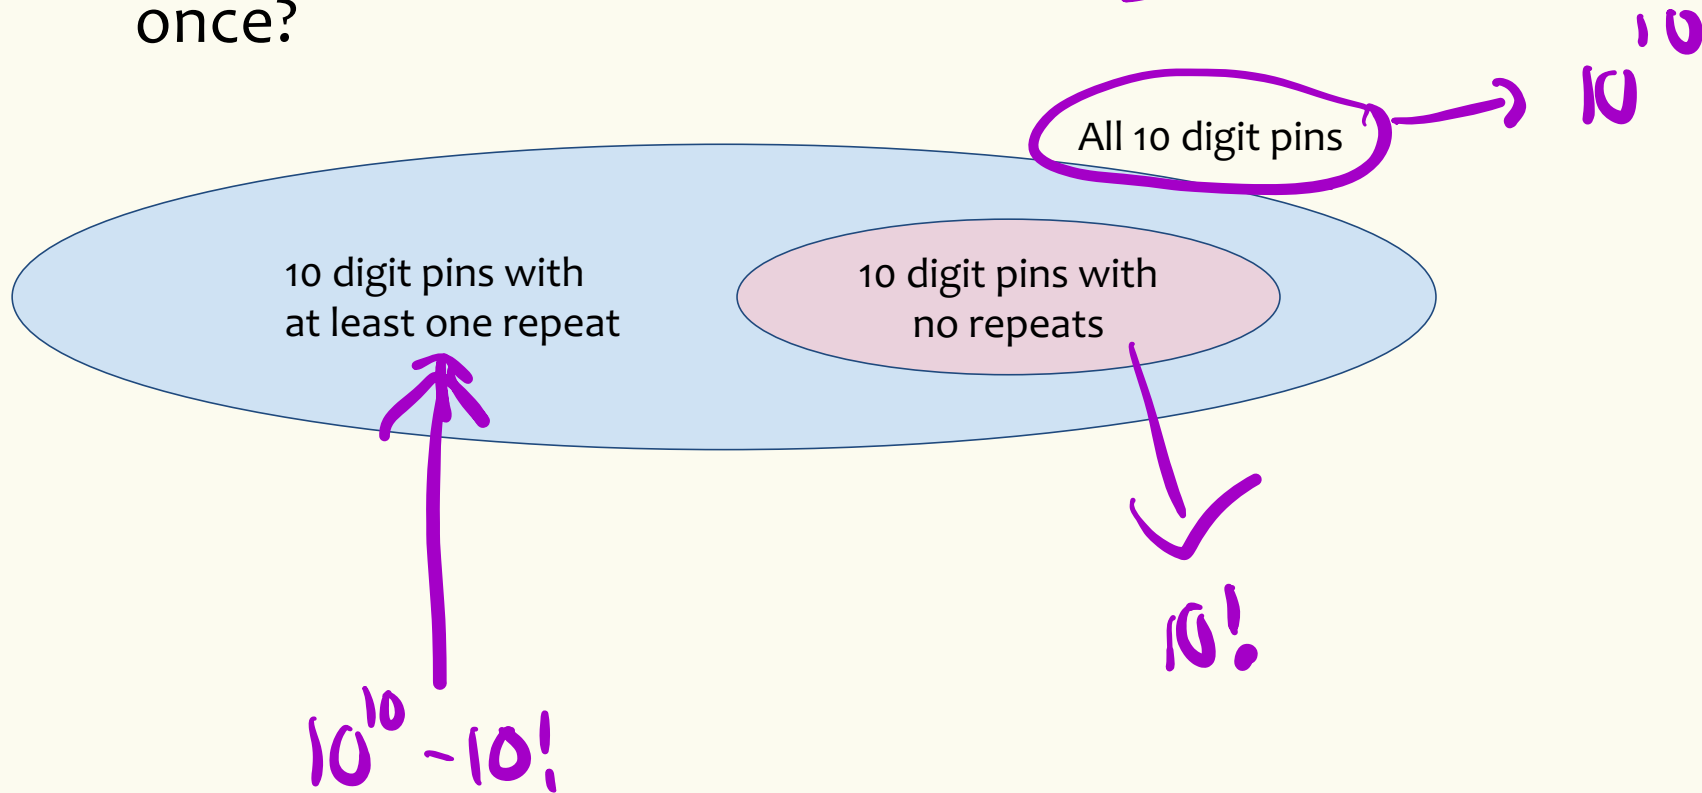 once?
All 10 digit pins
10^10
10 digit pins with
at least one repeat
10 digit pins with
no repeats
10!
10^10 - 10!